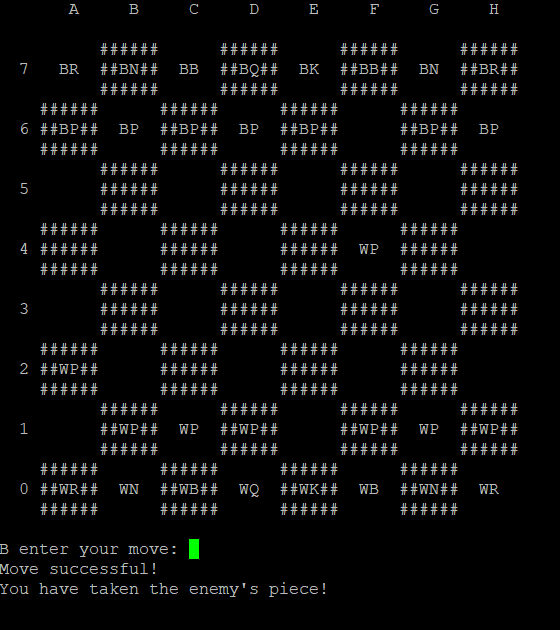 A B C D E F G H
###### ###### ###### ######
7 BR ##BN## BB ##BQ## BK ##BB## BN ##BR##
###### ###### ###### ######
###### ###### ###### ######
6 ##BP## BP ##BP## BP ##BP## ##BP## BP
###### ###### ###### ######
###### ###### ###### ######
5 ###### ###### ###### ######
###### ###### ###### ######
###### ###### ###### ######
4 ###### ###### ###### WP ######
###### ###### ###### ######
###### ###### ###### ######
3 ###### ###### ###### ######
###### ###### ###### ######
###### ###### ###### ######
2 ##WP## ###### ###### ######
###### ###### ###### ######
###### ###### ###### ######
1 ##WP## WP ##WP## ##WP## WP ##WP##
###### ###### ###### ######
###### ###### ###### ######
0 ##WR## WN ##WB## WQ ##WK## WB ##WN## WR
###### ###### ###### ######
B enter your move:
Move successful!
You have taken the enemy's piece!